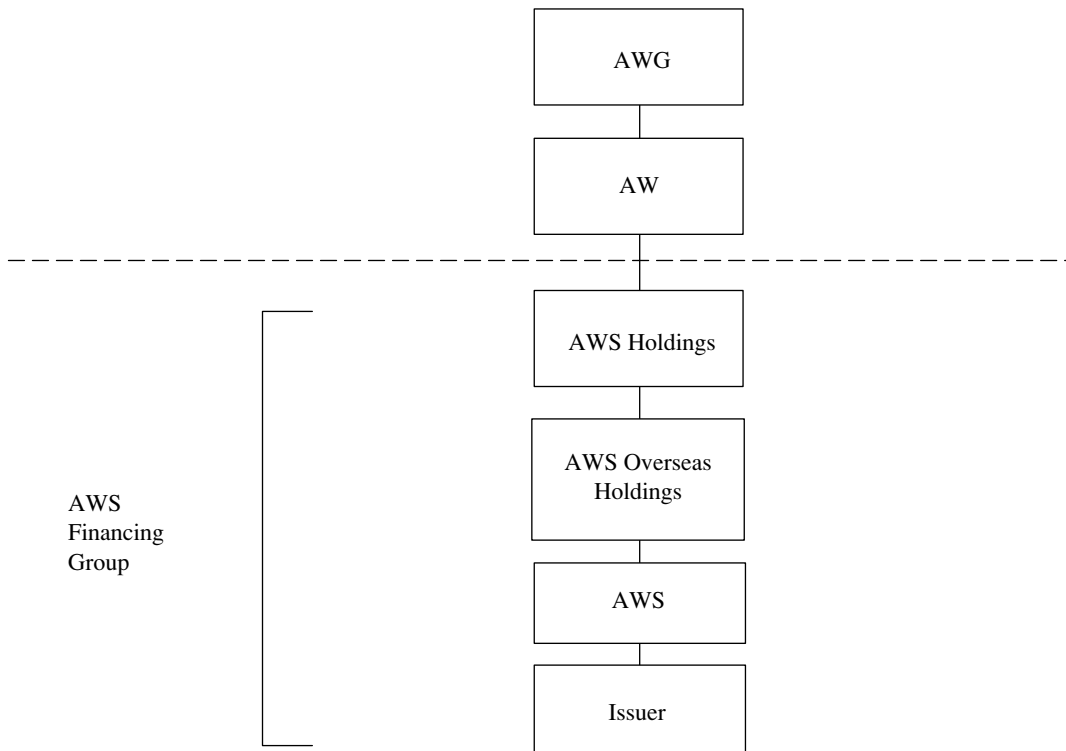 AWG
AW
AWS Holdings
AWS Overseas
Holdings
AWS
Financing
Group
AWS
Issuer